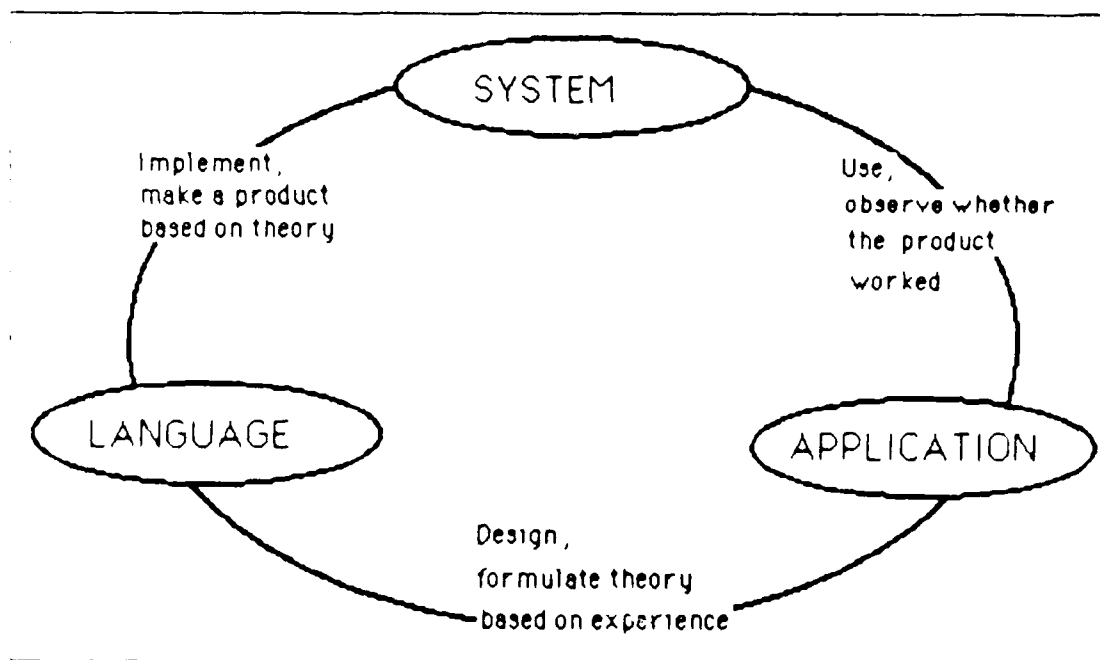 SYSTEM
Implement,
make a product
based on theory
Use,
observe whether
the product
worked
LANGUAGE
APPLICATION
Design,
formulate theory
based on experience